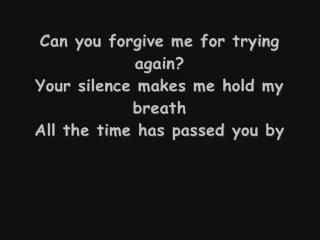 Can you forgive me for trying
again?
Your silence makes me hold my
breath
All the time has passed you by